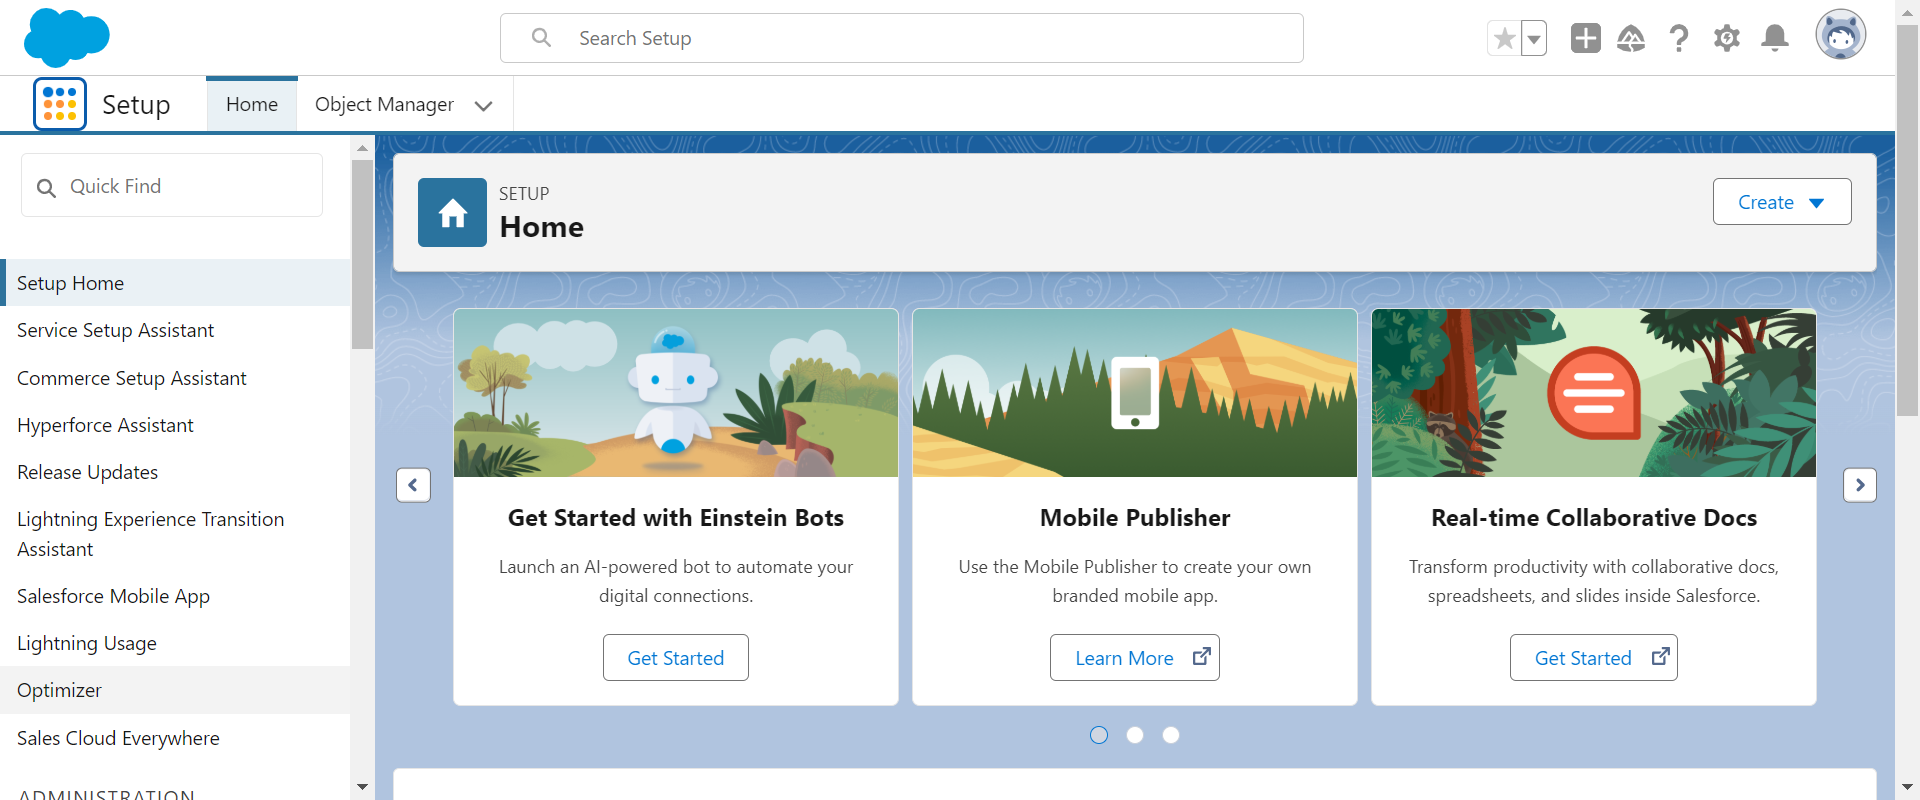 Search Setup
Setup
Home
Object Manager
Quick Find
Setup Home
Service Setup Assistant
Commerce Setup Assistant
Hyperforce Assistant
Release Updates
Lightning Experience Transition
Assistant
Salesforce Mobile App
Lightning Usage
Optimizer
Sales Cloud Everywhere
ADMINISTRATION
SETUP
Home
Create
Get Started with Einstein Bots
Launch an AI-powered bot to automate your
digital connections.
Get Started
Mobile Publisher
Use the Mobile Publisher to create your own
branded mobile app.
Learn More
Real-time Collaborative Docs
Transform productivity with collaborative docs,
spreadsheets, and slides inside Salesforce.
Get Started